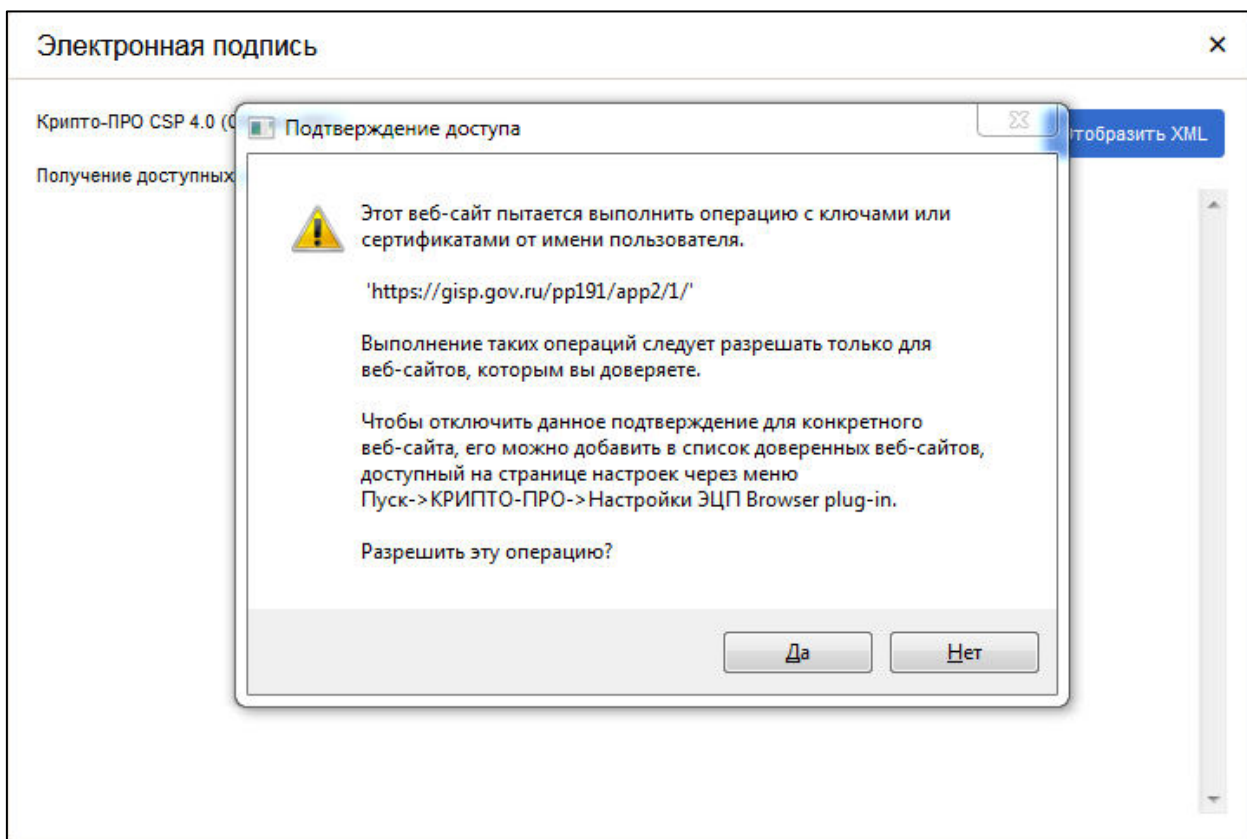 Электронная подпись
Крипто-ПРО CSP 4.0
Получение доступных
XML
Подтверждение доступа
Этот веб-сайт пытается выполнить операцию с ключами или
сертификатами от имени пользователя.
'https://gisp.gov.ru/pp191/app2/1/'
Выполнение таких операций следует разрешать только для
веб-сайтов, которым вы доверяете.
Чтобы отключить данное подтверждение для конкретного
веб-сайта, его можно добавить в список доверенных веб-сайтов,
доступный на странице настроек через меню
Пуск->КРИПТО-ПРО->Настройки ЭЦП Browser plug-in.
Разрешить эту операцию?
Да
Нет